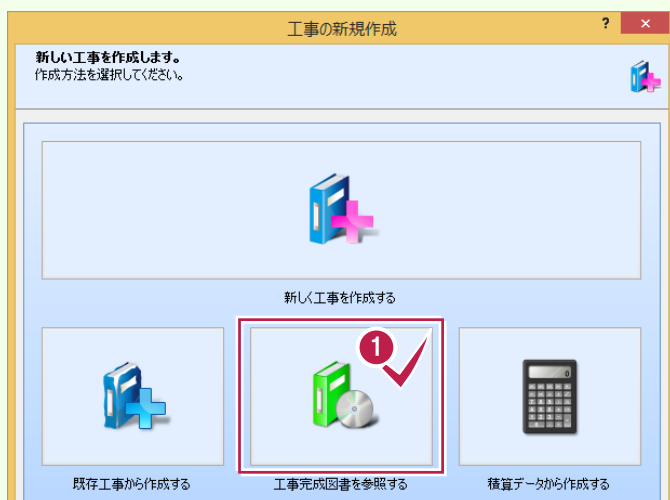 工事の新規作成
? ×
新しい工事を作成します。
作成方法を選択してください。
新しく工事を作成する
1
0
既存工事から作成する
工事完成図書を参照する
積算データから作成する